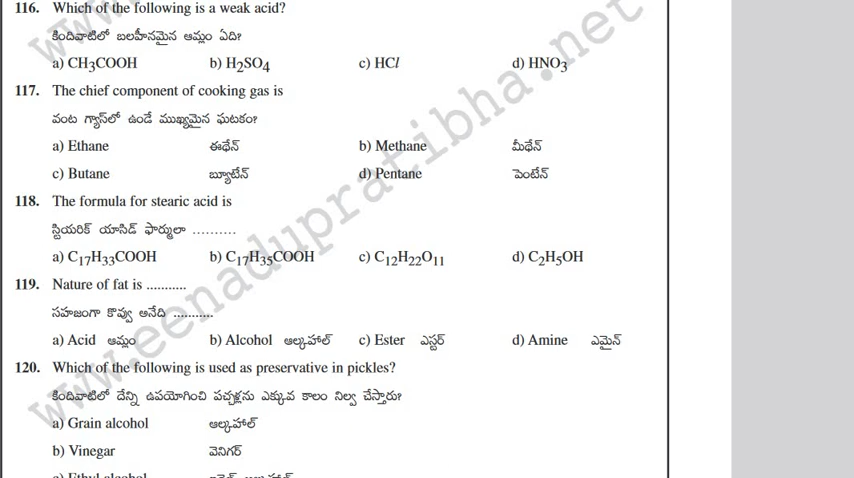 116. Which of the following is a weak acid?
కిందివాటిలో బలహీనమైన ఆమ్లం ఏది?
a) CH3COOH b) H2SO4 c) HCl d) HNO3
117. The chief component of cooking gas is
వంట గ్యాస్‌లో ఉండే ముఖ్యమైన ఘటకం?
a) Ethane ఈథేన్ b) Methane మీథేన్
c) Butane బ్యూటేన్ d) Pentane పెంటేన్
118. The formula for stearic acid is
స్టియరిక్ యాసిడ్ ఫార్ములా ..........
a) C17H33COOH b) C17H35COOH c) C12H22O11 d) C2H5OH
119. Nature of fat is ...........
సహజంగా కొవ్వు అనేది ...........
a) Acid ఆమ్లం b) Alcohol ఆల్కహాల్ c) Ester ఎస్టర్ d) Amine ఎమైన్
120. Which of the following is used as preservative in pickles?
కిందివాటిలో దేన్ని ఉపయోగించి పచ్చళ్లను ఎక్కువ కాలం నిల్వ చేస్తారు?
a) Grain alcohol ఆల్కహాల్
b) Vinegar వెనిగర్
c) Ethyl alcohol
www.eenadupratibha.net